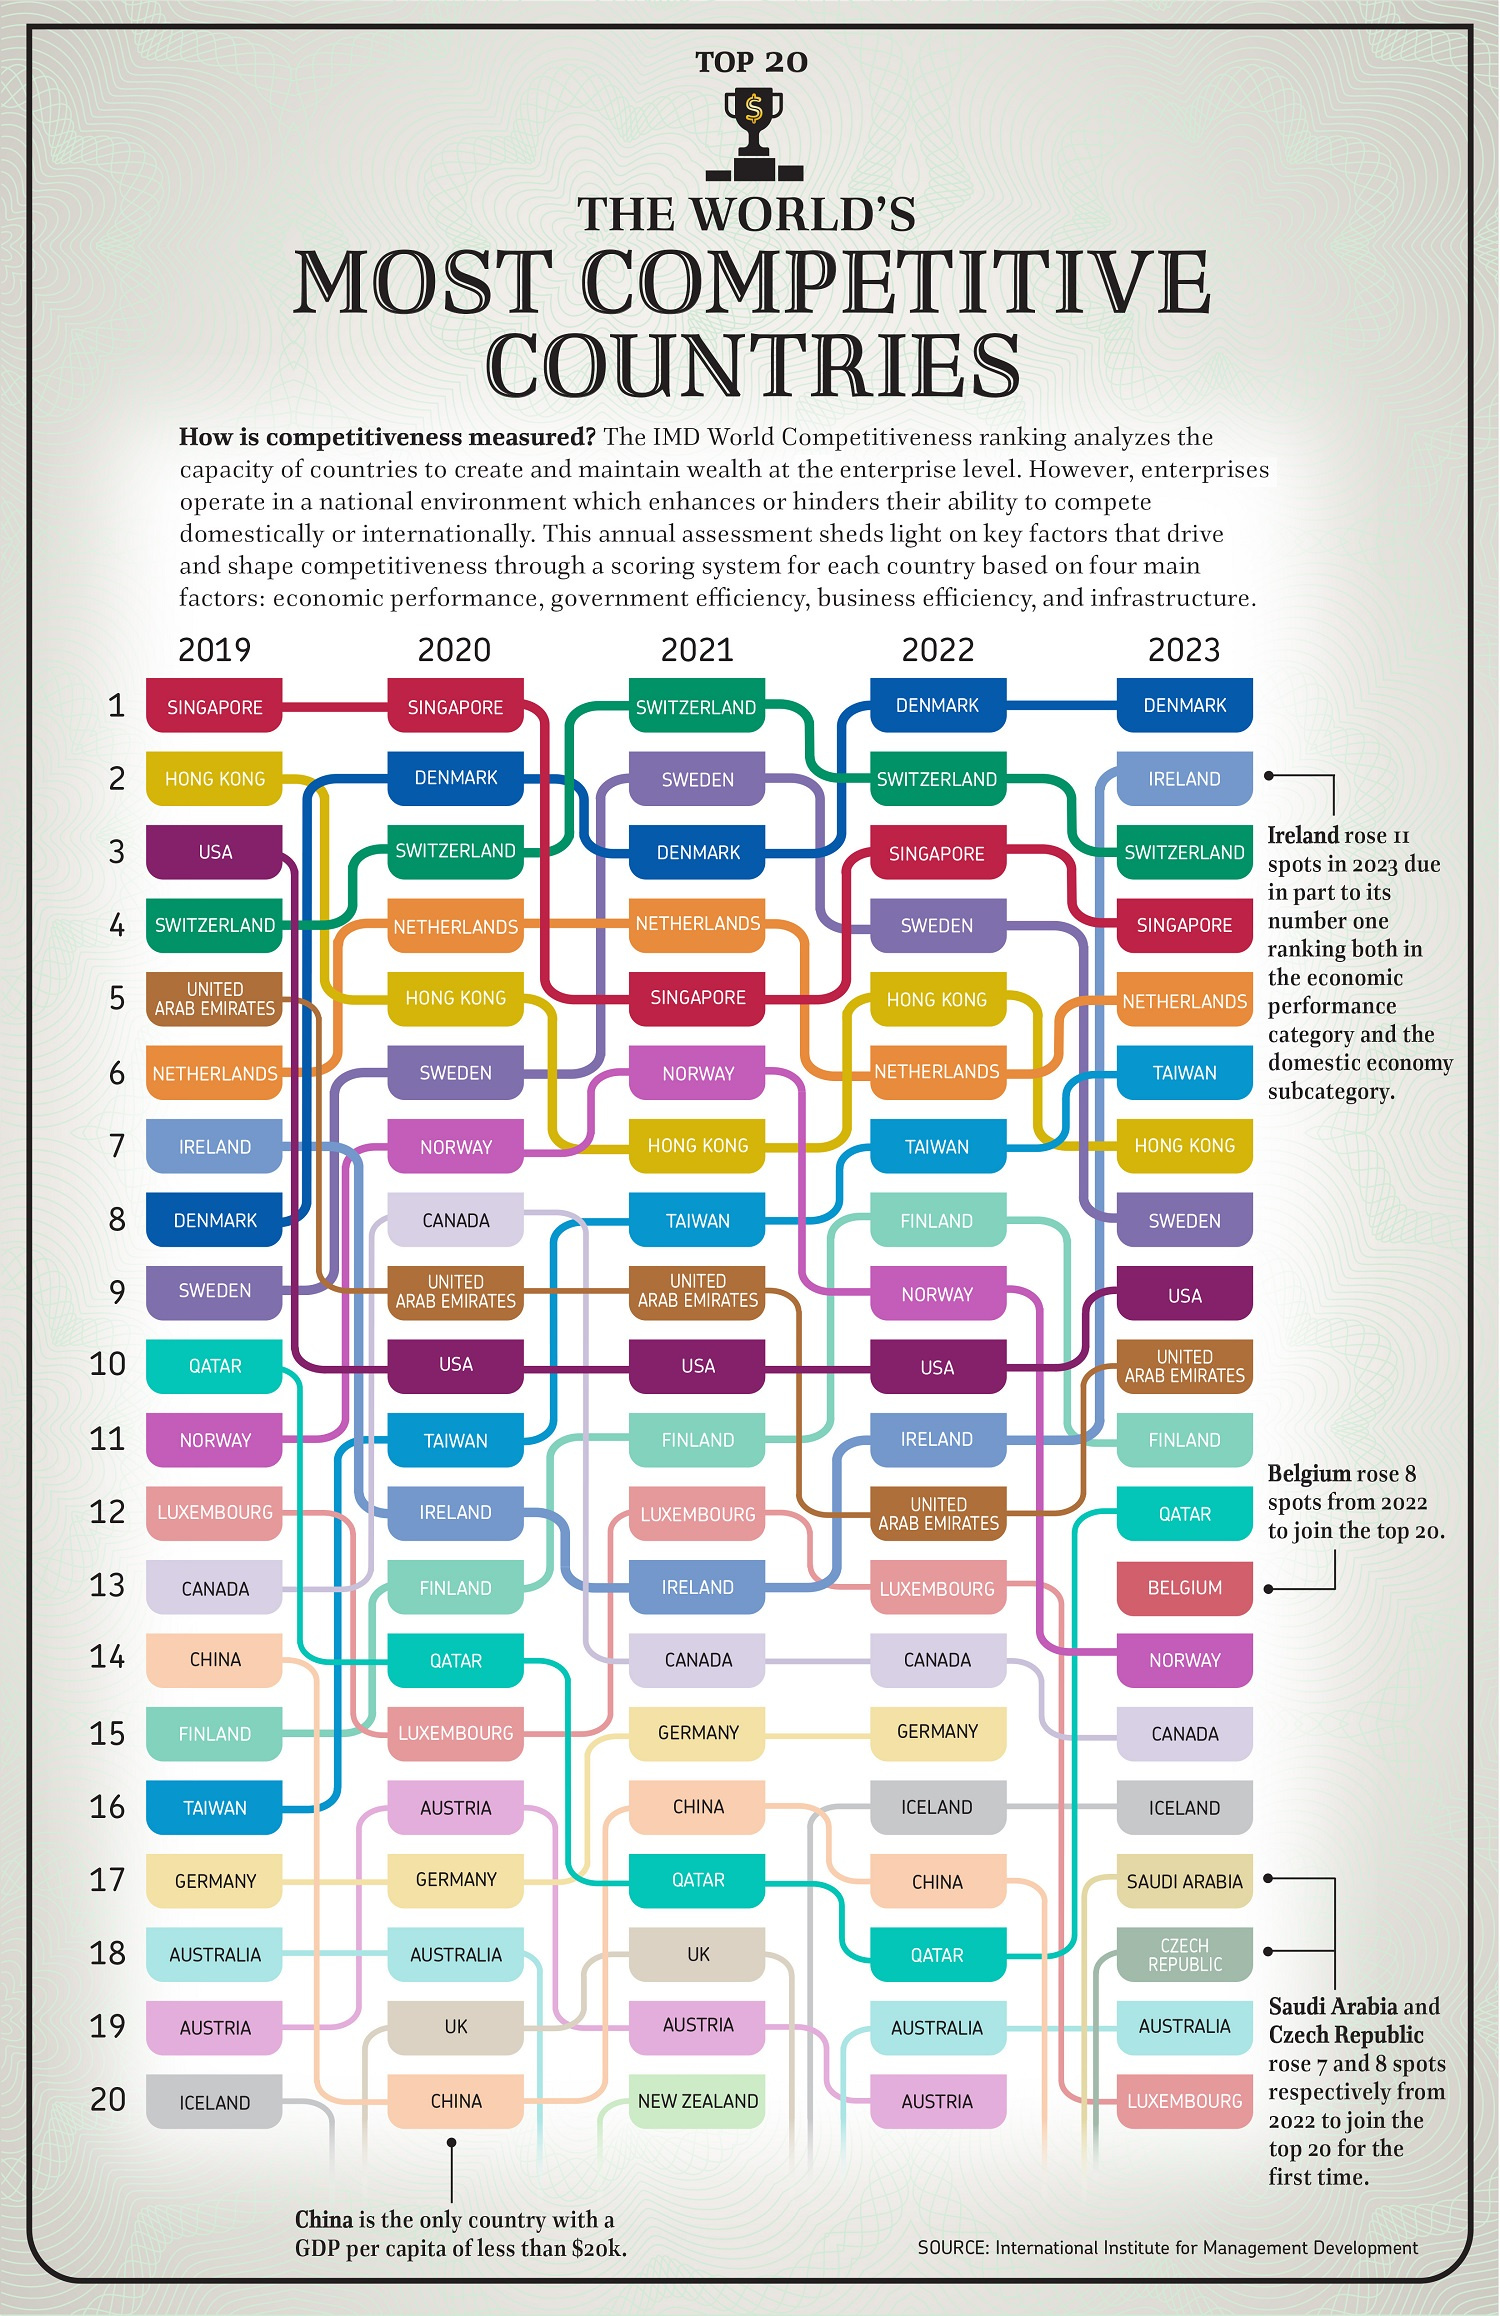 TOP 20
$
THE WORLD'S
MOST COMPETITIVE
COUNTRIES
How is competitiveness measured? The IMD World Competitiveness ranking analyzes the
capacity of countries to create and maintain wealth at the enterprise level. However, enterprises
operate in a national environment which enhances or hinders their ability to compete
domestically or internationally. This annual assessment sheds light on key factors that drive
and shape competitiveness through a scoring system for each country based on four main
factors: economic performance, government efficiency, business efficiency, and infrastructure.
2019 2020 2021 2022 2023
1 SINGAPORE SINGAPORE SWITZERLAND DENMARK DENMARK
2 HONG KONG DENMARK SWEDEN SWITZERLAND IRELAND
3 USA SWITZERLAND DENMARK SINGAPORE SWITZERLAND
4 SWITZERLAND NETHERLANDS NETHERLANDS SWEDEN SINGAPORE
5 UNITED ARAB EMIRATES HONG KONG SINGAPORE HONG KONG NETHERLANDS
6 NETHERLANDS SWEDEN NORWAY NETHERLANDS TAIWAN
7 IRELAND NORWAY HONG KONG TAIWAN HONG KONG
8 DENMARK CANADA TAIWAN FINLAND SWEDEN
9 SWEDEN UNITED ARAB EMIRATES UNITED ARAB EMIRATES NORWAY USA
10 QATAR USA USA USA UNITED ARAB EMIRATES
11 NORWAY TAIWAN FINLAND IRELAND FINLAND
12 LUXEMBOURG IRELAND LUXEMBOURG UNITED ARAB EMIRATES QATAR
13 CANADA FINLAND IRELAND LUXEMBOURG BELGIUM
14 CHINA QATAR CANADA CANADA NORWAY
15 FINLAND LUXEMBOURG GERMANY GERMANY CANADA
16 TAIWAN AUSTRIA CHINA ICELAND ICELAND
17 GERMANY GERMANY QATAR CHINA SAUDI ARABIA
18 AUSTRALIA AUSTRALIA UK QATAR CZECH REPUBLIC
19 AUSTRIA UK AUSTRIA AUSTRALIA AUSTRALIA
20 ICELAND CHINA NEW ZEALAND AUSTRIA LUXEMBOURG
Ireland rose 11
spots in 2023 due
in part to its
number one
ranking both in
the economic
performance
category and the
domestic economy
subcategory.
Belgium rose 8
spots from 2022
to join the top 20.
Saudi Arabia and
Czech Republic
rose 7 and 8 spots
respectively from
2022 to join the
top 20 for the
first time.
China is the only country with a
GDP per capita of less than $20k.
SOURCE: International Institute for Management Development